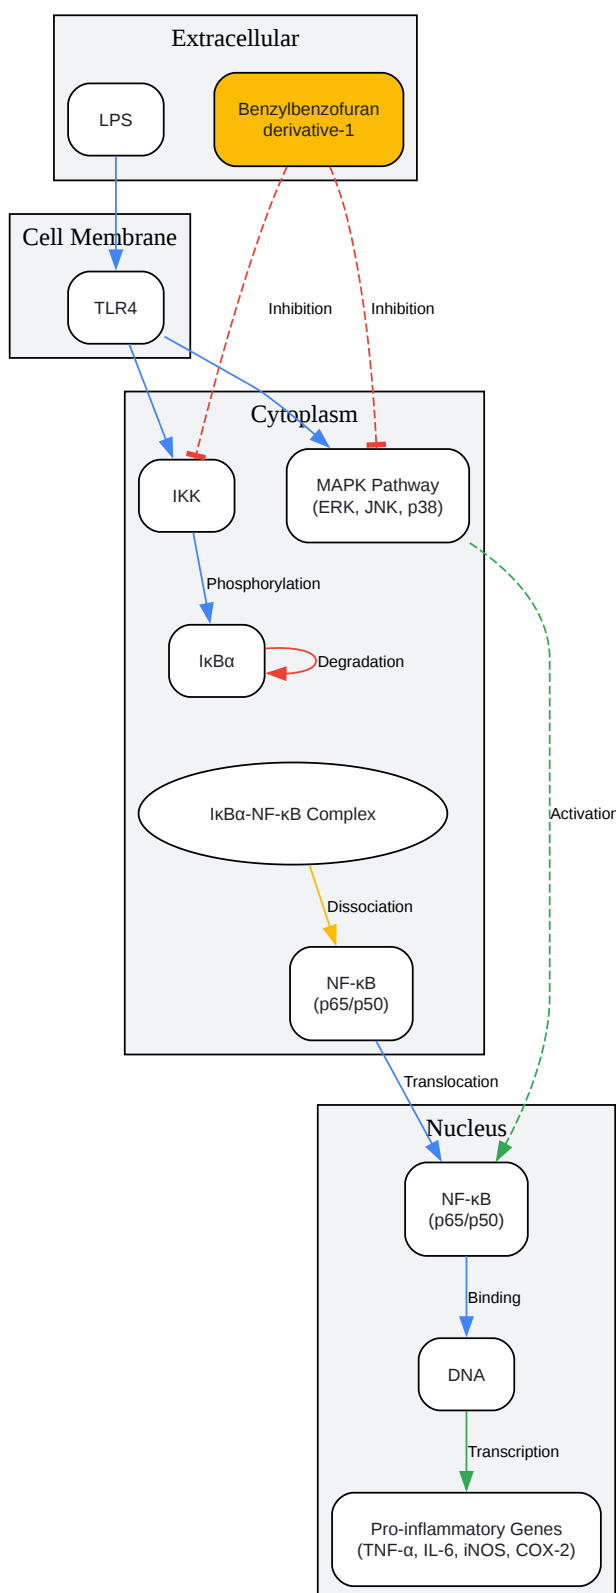 Extracellular
LPS
Benzylbenzofuran
derivative-1
Cell Membrane
TLR4
Inhibition
Inhibition
Cytoplasm
IKK
MAPK Pathway
(ERK, JNK, p38)
Phosphorylation
IκBα
Degradation
IκBα-NF-κB Complex
Activation
Dissociation
NF-κB
(p65/p50)
Translocation
Nucleus
NF-κB
(p65/p50)
Binding
DNA
Transcription
Pro-inflammatory Genes
(TNF-α, IL-6, iNOS, COX-2)